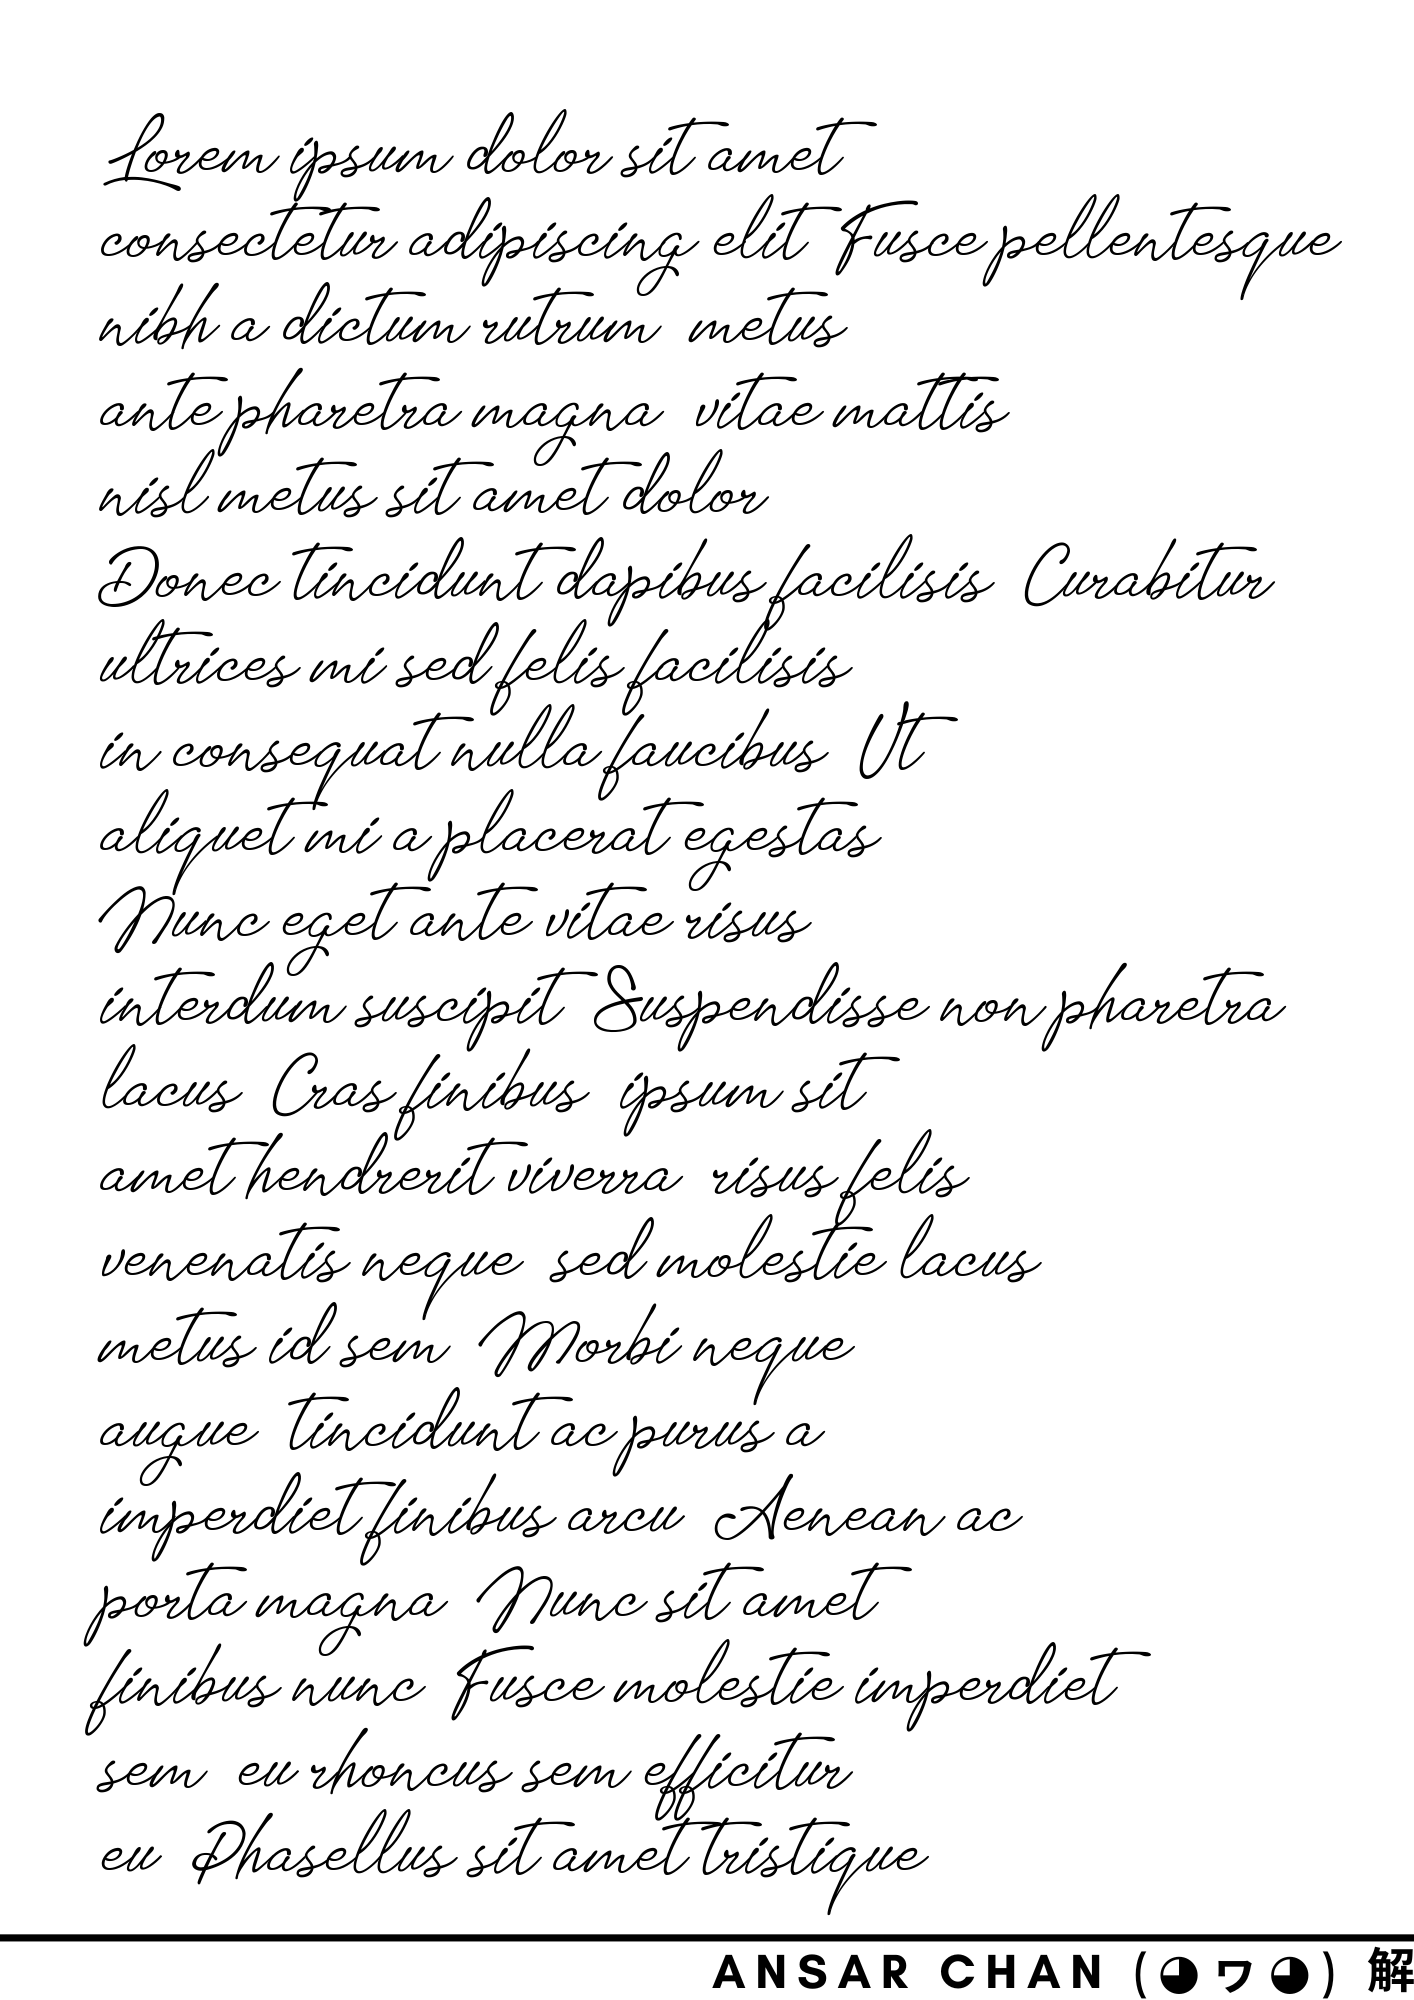 Lorem ipsum dolor sit amet
consectetur adipiscing elit Fusce pellentesque
nibh a dictum rutrum metus
ante pharetra magna vitae mattis
nisl metus sit amet dolor
Donec tincidunt dapibus facilisis Curabitur
ultrices mi sed felis facilisis
in consequat nulla faucibus Ut
aliquet mi a placerat egestas
Nunc eget ante vitae risus
interdum suscipit Suspendisse non pharetra
lacus Cras finibus ipsum sit
amet hendrerit viverra risus felis
venenatis neque sed molestie lacus
metus id sem Morbi neque
augue tincidunt ac purus a
imperdiet finibus arcu Aenean ac
porta magna Nunc sit amet
finibus nunc Fusce molestie imperdiet
sem eu rhoncus sem efficitur
eu Phasellus sit amet tristique
ANSAR CHAN (◕ヮ◕) 解